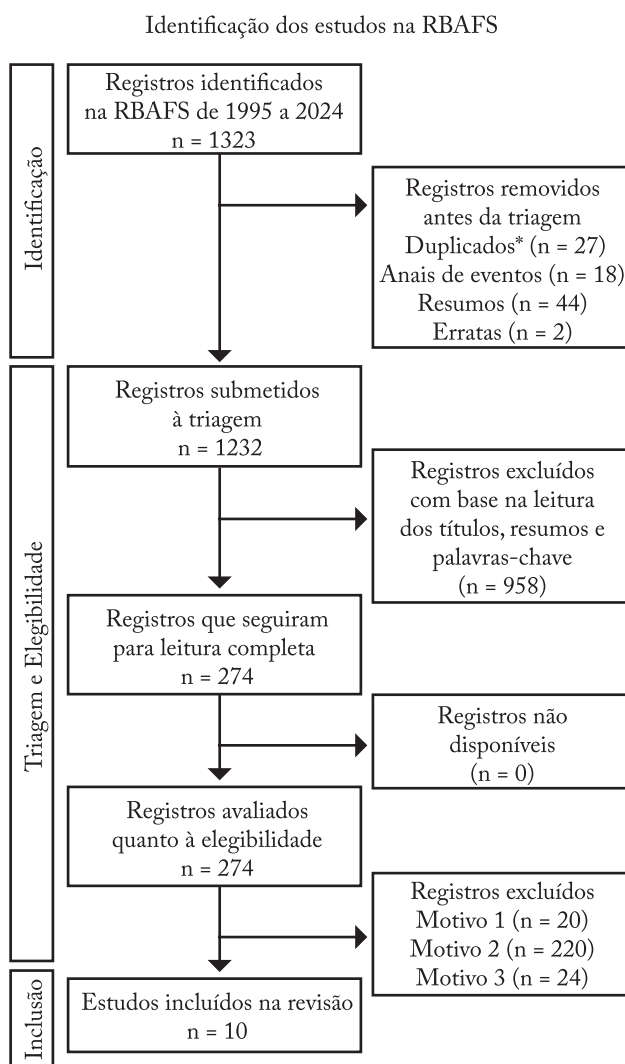 Identificação dos estudos na RBAFS
Identificação
Registros identificados
na RBAFS de 1995 a 2024
n = 1323
Registros removidos
antes da triagem
Duplicados* (n = 27)
Anais de eventos (n = 18)
Resumos (n = 44)
Erratas (n = 2)
Triagem e Elegibilidade
Registros submetidos
à triagem
n = 1232
Registros excluídos
com base na leitura
dos títulos, resumos e
palavras-chave
(n = 958)
Registros que seguiram
para leitura completa
n = 274
Registros não
disponíveis
(n = 0)
Registros avaliados
quanto à elegibilidade
n = 274
Registros excluídos
Motivo 1 (n = 20)
Motivo 2 (n = 220)
Motivo 3 (n = 24)
Inclusão
Estudos incluídos na revisão
n = 10